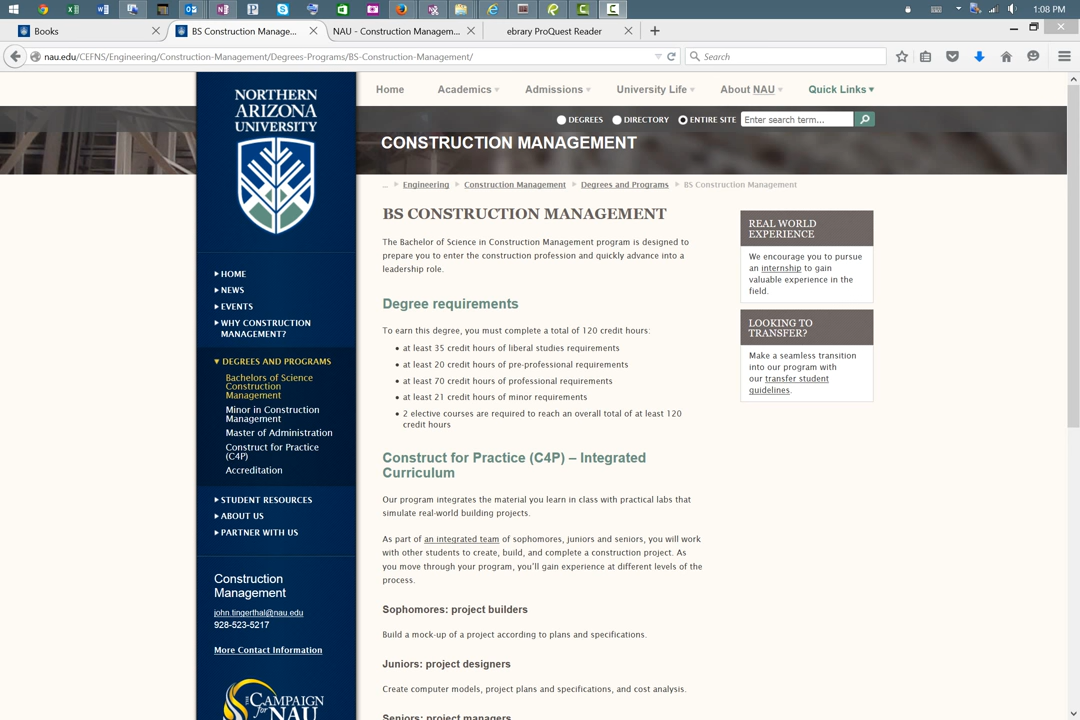 1:08 PM
Books
BS Construction Manage...
NAU - Construction Managem...
ebrary ProQuest Reader
nau.edu/CEFNS/Engineering/Construction-Management/Degrees-Programs/BS-Construction-Management/
Search
NORTHERN
ARIZONA
UNIVERSITY
Home
Academics
Admissions
University Life
About NAU
Quick Links
DEGREES
DIRECTORY
ENTIRE SITE
Enter search term...
CONSTRUCTION MANAGEMENT
... Engineering Construction Management Degrees and Programs BS Construction Management
HOME
NEWS
EVENTS
WHY CONSTRUCTION
MANAGEMENT?
DEGREES AND PROGRAMS
Bachelors of Science
Construction
Management
Minor in Construction
Management
Master of Administration
Construct for Practice
(C4P)
Accreditation
STUDENT RESOURCES
ABOUT US
PARTNER WITH US
Construction
Management
john.tingerthal@nau.edu
928-523-5217
More Contact Information
THE CAMPAIGN
for NAU
BS CONSTRUCTION MANAGEMENT
The Bachelor of Science in Construction Management program is designed to
prepare you to enter the construction profession and quickly advance into a
leadership role.
Degree requirements
To earn this degree, you must complete a total of 120 credit hours:
at least 35 credit hours of liberal studies requirements
at least 20 credit hours of pre-professional requirements
at least 70 credit hours of professional requirements
at least 21 credit hours of minor requirements
2 elective courses are required to reach an overall total of at least 120
credit hours
Construct for Practice (C4P) – Integrated
Curriculum
Our program integrates the material you learn in class with practical labs that
simulate real-world building projects.
As part of an integrated team of sophomores, juniors and seniors, you will work
with other students to create, build, and complete a construction project. As
you move through your program, you'll gain experience at different levels of the
process.
Sophomores: project builders
Build a mock-up of a project according to plans and specifications.
Juniors: project designers
Create computer models, project plans and specifications, and cost analysis.
Seniors: project managers
REAL WORLD
EXPERIENCE
We encourage you to pursue
an internship to gain
valuable experience in the
field.
LOOKING TO
TRANSFER?
Make a seamless transition
into our program with
our transfer student
guidelines.